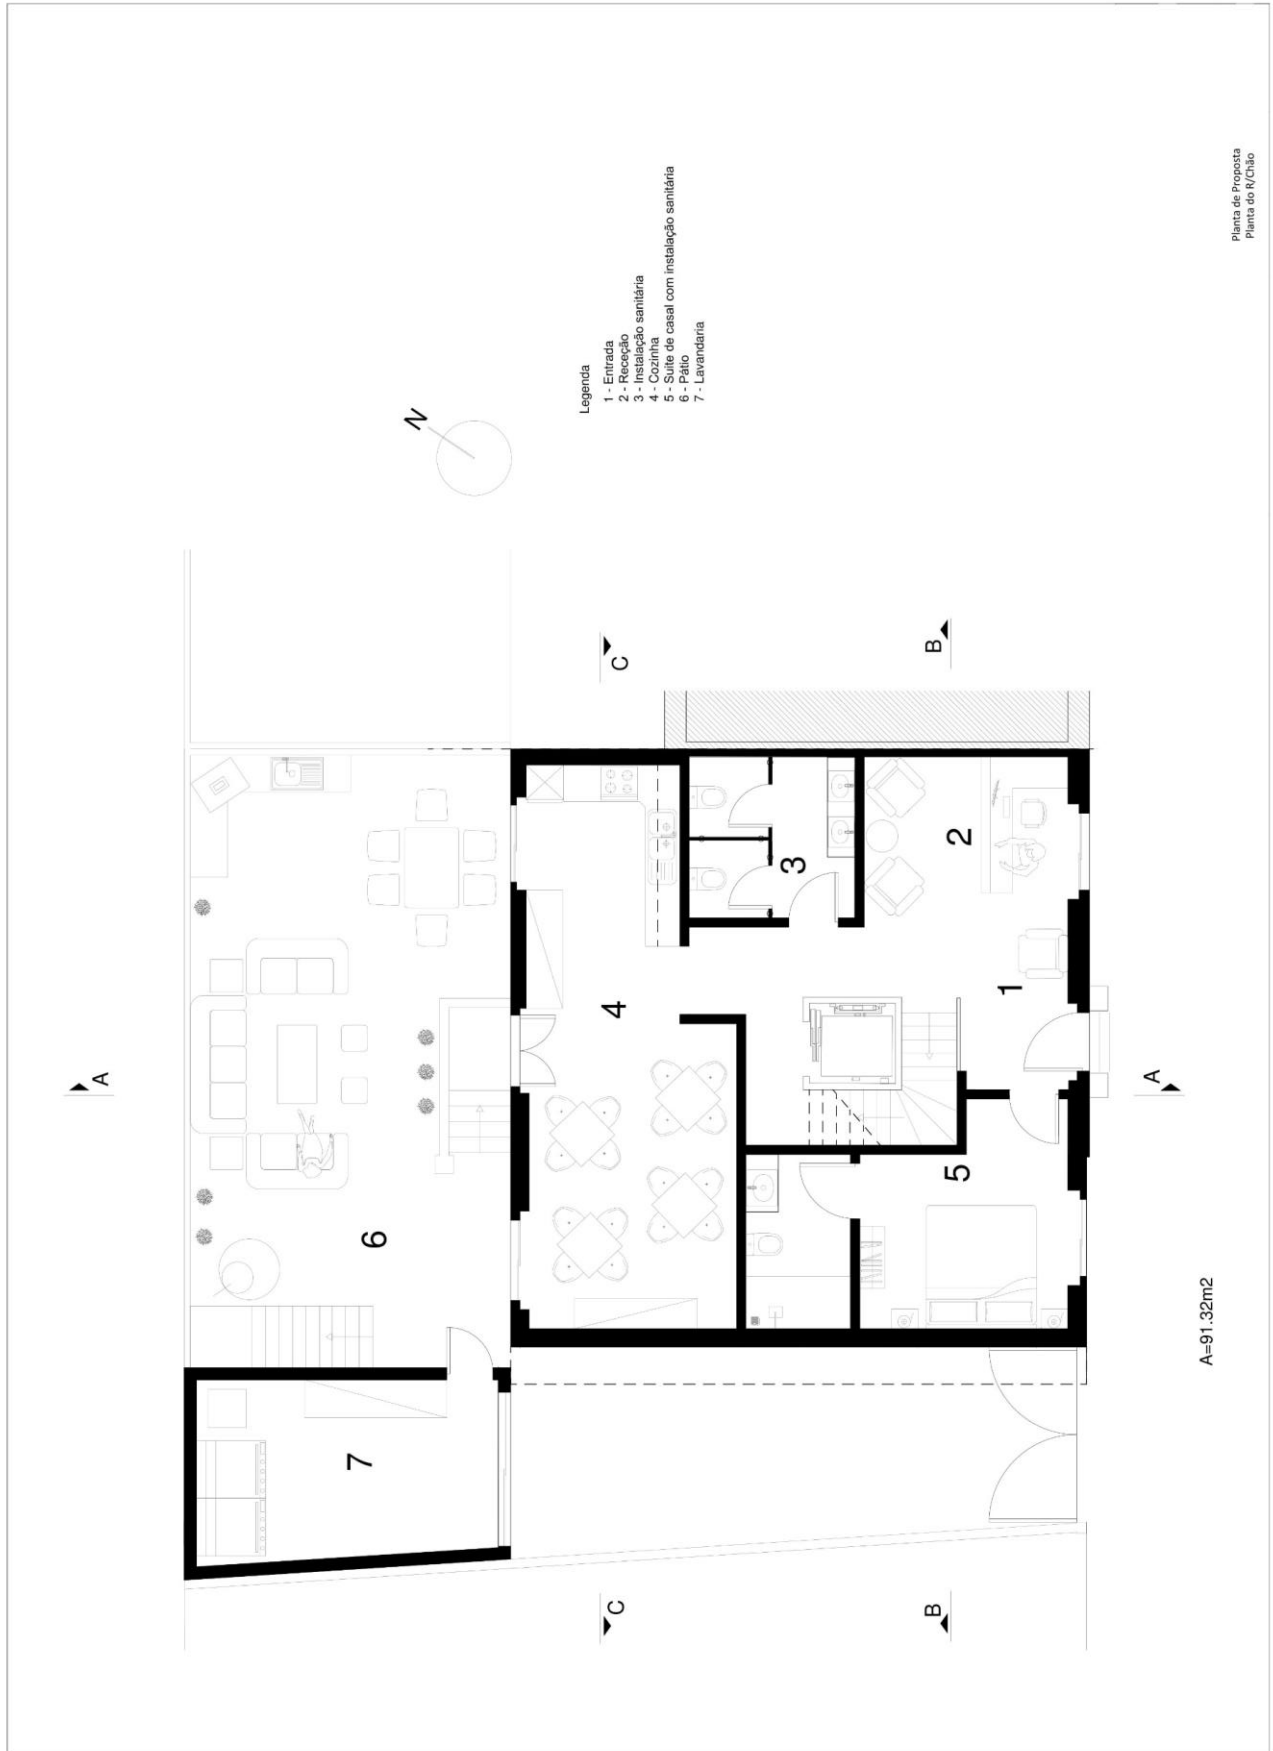 A
6
7
N
Legenda
1 - Entrada
2 - Receção
3 - Instalação sanitária
4 - Cozinha
5 - Suite de casal com instalação sanitária
6 - Pátio
7 - Lavandaria
C
4
C
3
B
5
2
B
1
A
A=91.32m2
Planta de Proposta
Planta do R/Chão